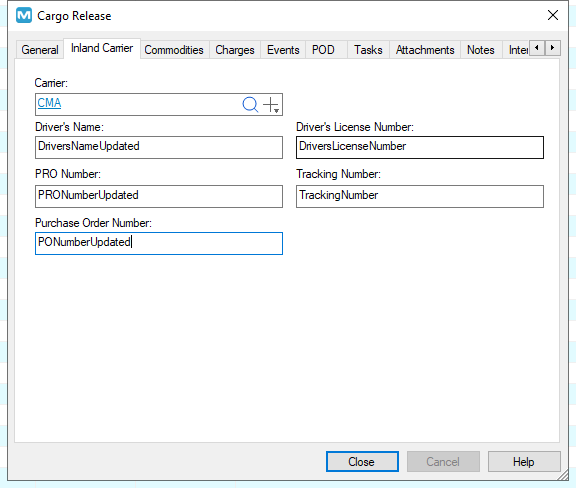 Cargo Release
General Inland Carrier Commodities Charges Events POD Tasks Attachments Notes
Carrier:
CMA
Driver's Name: Driver's License Number:
DriversNameUpdated DriversLicenseNumber
PRO Number: Tracking Number:
PRONumberUpdated TrackingNumber
Purchase Order Number:
PONumberUpdated
Close Cancel Help